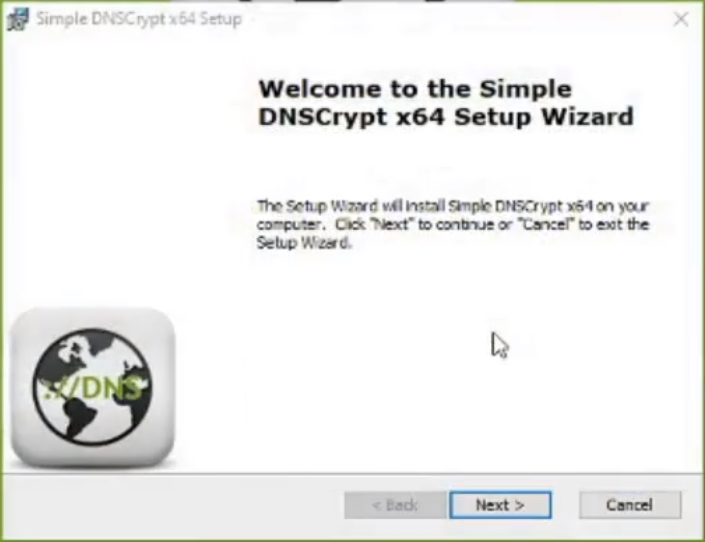 Simple DNSCrypt x64 Setup
Welcome to the Simple
DNSCrypt x64 Setup Wizard
The Setup Wizard will install Simple DNSCrypt x64 on your
computer. Click "Next" to continue or "Cancel" to exit the
Setup Wizard.
://DNS
< Back
Next >
Cancel